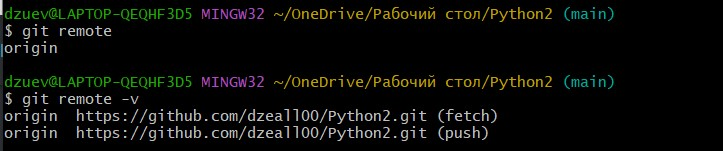 dzuev@LAPTOP-QEQHF3D5 MINGW32 ~/OneDrive/Рабочий стол/Python2 (main)
$ git remote
origin
dzuev@LAPTOP-QEQHF3D5 MINGW32 ~/OneDrive/Рабочий стол/Python2 (main)
$ git remote -v
origin  https://github.com/dzeall00/Python2.git (fetch)
origin  https://github.com/dzeall00/Python2.git (push)